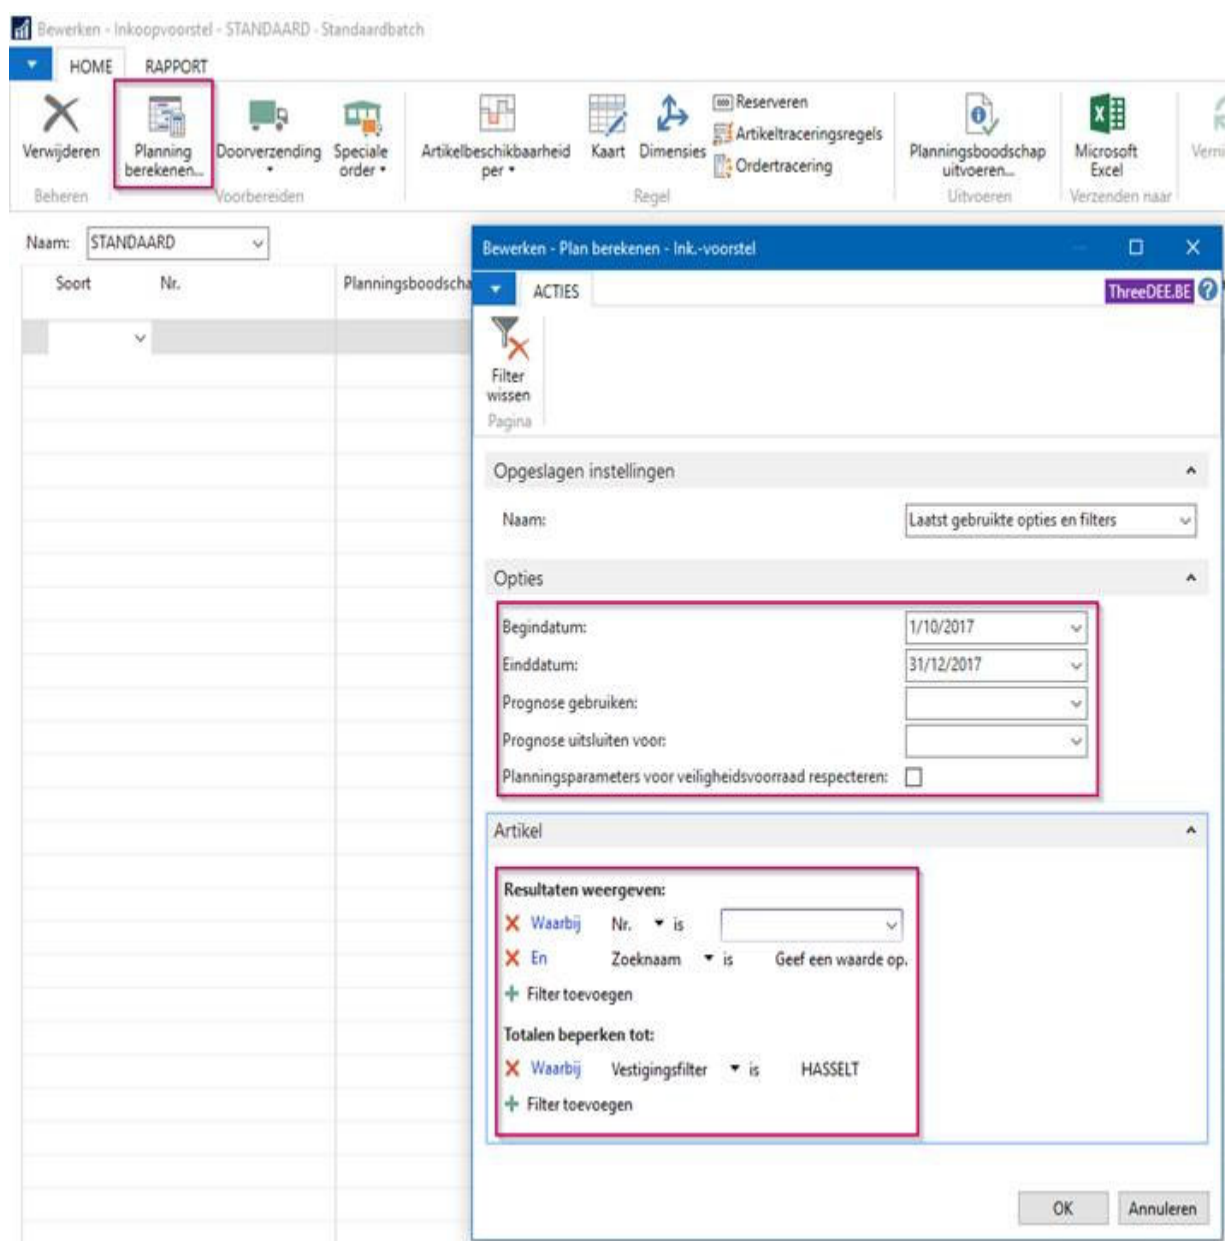 Bewerken - Inkoopvoorstel - STANDAARD - Standaardbatch
HOME RAPPORT
Verwijderen
Planning berekenen...
Doorverzending
Speciale order
Artikelbeschikbaarheid per
Kaart
Dimensies
Reserveren
Artikeltraceringsregels
Ordertracering
Planningsboodschap uitvoeren...
Microsoft Excel
Beheren Voorbereiden Regel Uitvoeren Verzenden naar
Naam: STANDAARD
Soort Nr.
Bewerken - Plan berekenen - Ink.-voorstel
ACTIES
ThreeDEE.BE
Filter wissen
Pagina
Opgeslagen instellingen
Naam: Laatst gebruikte opties en filters
Opties
Begindatum: 1/10/2017
Einddatum: 31/12/2017
Prognose gebruiken:
Prognose uitsluiten voor:
Planningsparameters voor veiligheidsvoorraad respecteren:
Artikel
Resultaten weergeven:
Waarbij Nr. is
En Zoeknaam is Geef een waarde op.
Filter toevoegen
Totalen beperken tot:
Waarbij Vestigingsfilter is HASSELT
Filter toevoegen
OK Annuleren